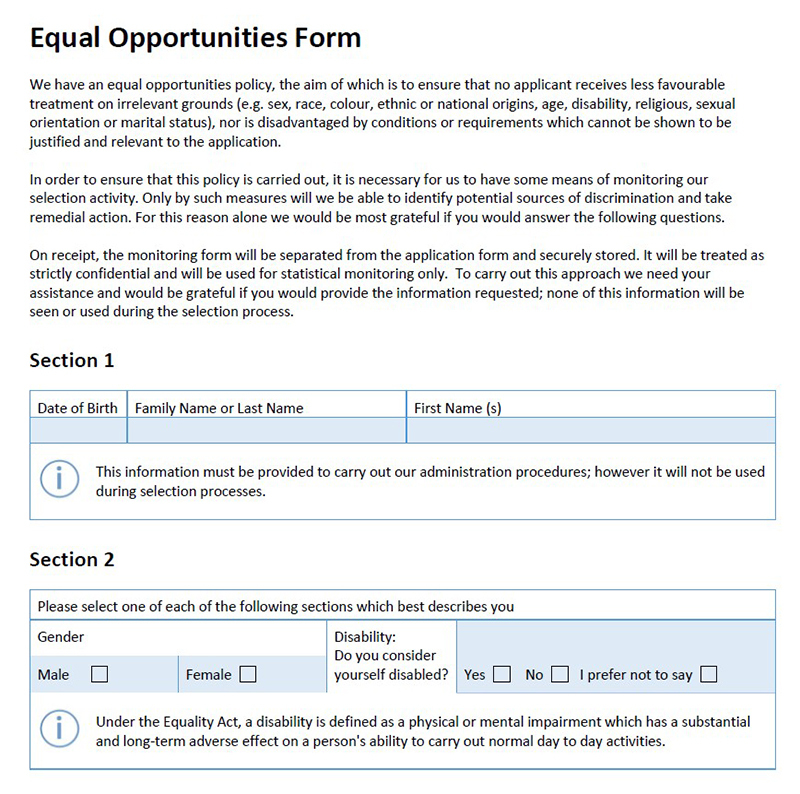 Equal Opportunities Form
We have an equal opportunities policy, the aim of which is to ensure that no applicant receives less favourable
treatment on irrelevant grounds (e.g. sex, race, colour, ethnic or national origins, age, disability, religious, sexual
orientation or marital status), nor is disadvantaged by conditions or requirements which cannot be shown to be
justified and relevant to the application.
In order to ensure that this policy is carried out, it is necessary for us to have some means of monitoring our
selection activity. Only by such measures will we be able to identify potential sources of discrimination and take
remedial action. For this reason alone we would be most grateful if you would answer the following questions.
On receipt, the monitoring form will be separated from the application form and securely stored. It will be treated as
strictly confidential and will be used for statistical monitoring only.  To carry out this approach we need your
assistance and would be grateful if you would provide the information requested; none of this information will be
seen or used during the selection process.
Section 1
Date of Birth Family Name or Last Name First Name (s)
i
This information must be provided to carry out our administration procedures; however it will not be used
during selection processes.
Section 2
Please select one of each of the following sections which best describes you
Gender
Male Female
Disability:
Do you consider
yourself disabled?
Yes No I prefer not to say
i
Under the Equality Act, a disability is defined as a physical or mental impairment which has a substantial
and long-term adverse effect on a person's ability to carry out normal day to day activities.